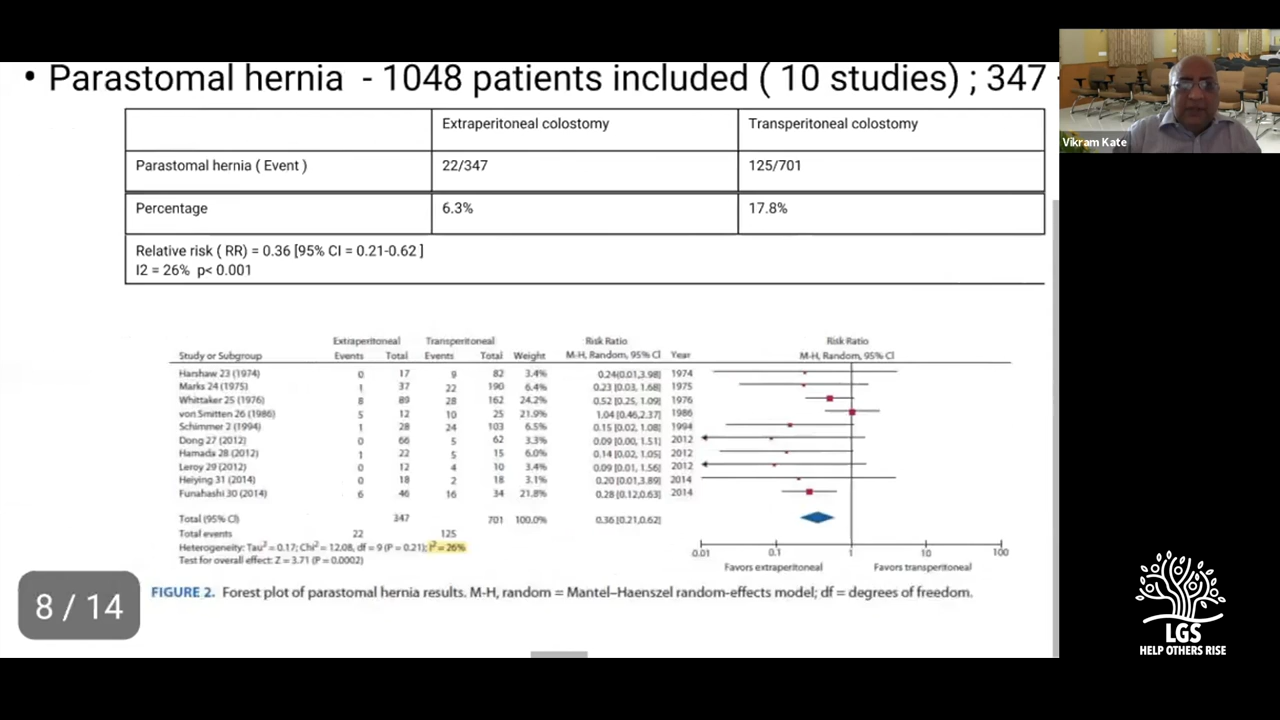 • Parastomal hernia - 1048 patients included ( 10 studies) ; 347
Extraperitoneal colostomy Transperitoneal colostomy
Parastomal hernia ( Event ) 22/347 125/701
Percentage 6.3% 17.8%
Relative risk ( RR) = 0.36 [95% CI = 0.21-0.62 ]
I2 = 26% p< 0.001
Extraperitoneal Transperitoneal Risk Ratio Risk Ratio
Study or Subgroup Events Total Events Total Weight M-H, Random, 95% CI Year M-H, Random, 95% CI
Harshaw 23 (1974) 0 17 9 82 3.4% 0.24[0.01,3.98] 1974
Marks 24 (1975) 1 37 22 190 6.4% 0.23 [0.03, 1.68] 1975
Whittaker 25 (1976) 8 89 28 162 24.2% 0.52 [0.25, 1.09] 1976
von Smitten 26 (1986) 5 12 10 25 21.9% 1.04 [0.46,2.37] 1986
Schimmer 2 (1994) 1 28 24 103 6.5% 0.15 [0.02, 1.08] 1994
Dong 27 (2012) 0 66 5 62 3.3% 0.09 [0.00, 1.51] 2012
Hamada 28 (2012) 1 22 5 15 6.0% 0.14 [0.02, 1.05] 2012
Leroy 29 (2012) 0 12 4 10 3.4% 0.09 [0.01, 1.56] 2012
Heiying 31 (2014) 0 18 2 18 3.1% 0.20 [0.01,3.89] 2014
Funahashi 30 (2014) 6 46 16 34 21.8% 0.28 [0.12,0.63] 2014
Total (95% CI) 347 701 100.0% 0.36 [0.21,0.62]
Total events 22 125
Heterogeneity: Tau² = 0.17; Chi² = 12.08, df = 9 (P = 0.21); I² = 26%
Test for overall effect: Z = 3.71 (P = 0.0002)
0.01 0.1 1 10 100
Favors extraperitoneal Favors transperitoneal
FIGURE 2. Forest plot of parastomal hernia results. M-H, random = Mantel–Haenszel random-effects model; df = degrees of freedom.
8 / 14
Vikram Kate
LGS
HELP OTHERS RISE